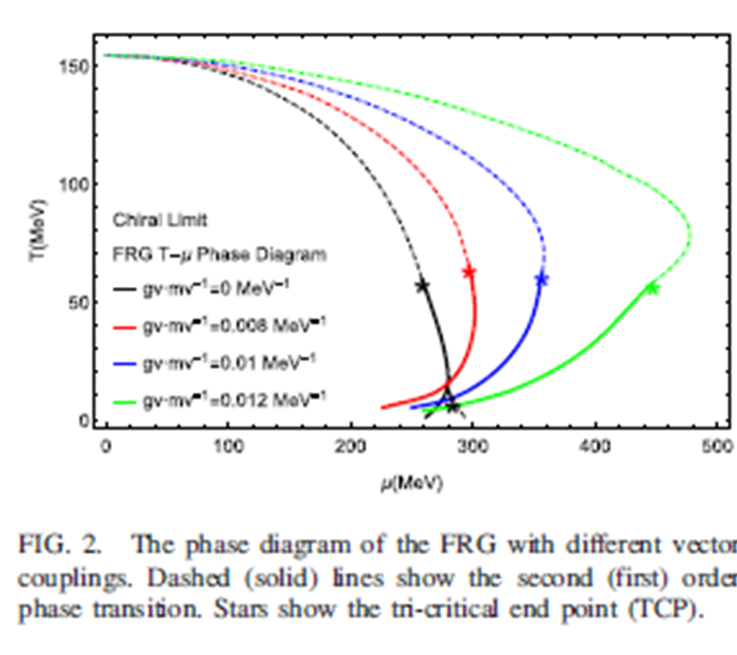 150
100
50
0
T(MeV)
Chiral Limit
FRG T-μ Phase Diagram
gv·mv⁻¹=0 MeV⁻¹
gv·mv⁻¹=0.008 MeV⁻¹
gv·mv⁻¹=0.01 MeV⁻¹
gv·mv⁻¹=0.012 MeV⁻¹
0 100 200 300 400 500
μ(MeV)
FIG. 2. The phase diagram of the FRG with different vector
couplings. Dashed (solid) lines show the second (first) order
phase transition. Stars show the tri-critical end point (TCP).